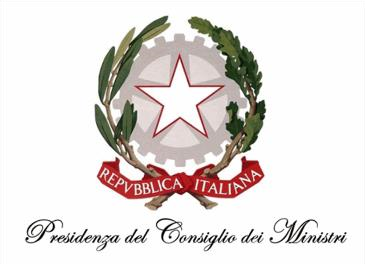 REPVBBLICA ITALIANA
Presidenza del Consiglio dei Ministri